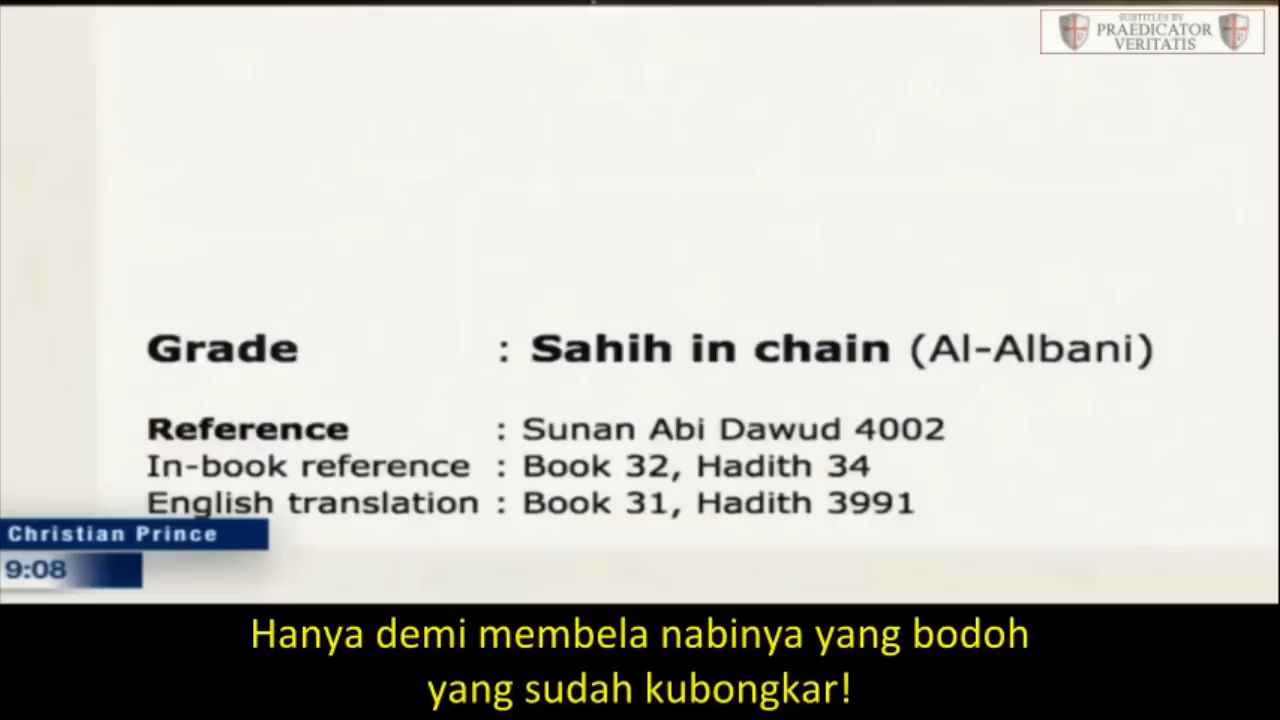 SUBTITLES BY
PRAEDICATOR
VERITATIS
Grade : Sahih in chain (Al-Albani)
Reference : Sunan Abi Dawud 4002
In-book reference : Book 32, Hadith 34
English translation : Book 31, Hadith 3991
Christian Prince
9:08
Hanya demi membela nabinya yang bodoh
yang sudah kubongkar!